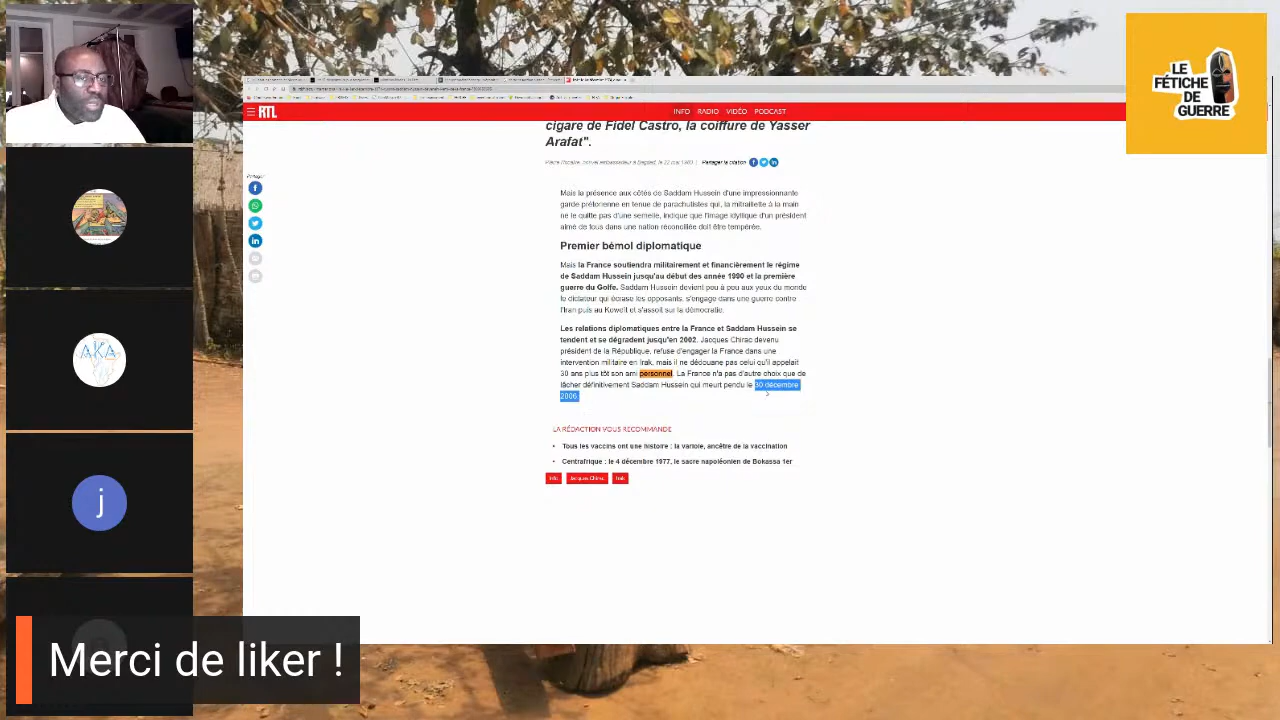 LE
FÉTICHE
DE
GUERRE
RTL
INFO RADIO VIDÉO PODCAST
cigare de Fidel Castro, la coiffure de Yasser
Arafat".
Partager la citation
Partager
Mais la présence aux côtés de Saddam Hussein d'une impressionnante
garde prétorienne en tenue de parachutistes qui, la mitraillette à la main
ne le quitte pas d'une semelle, indique que l'image idyllique d'un président
aimé de tous dans une nation réconciliée doit être tempérée.
Premier bémol diplomatique
Mais la France soutiendra militairement et financièrement le régime
de Saddam Hussein jusqu'au début des année 1990 et la première
guerre du Golfe. Saddam Hussein devient peu à peu aux yeux du monde
le dictateur qui écrase les opposants, s'engage dans une guerre contre
l'Iran puis au Koweït et s'assoit sur la démocratie.
Les relations diplomatiques entre la France et Saddam Hussein se
tendent et se dégradent jusqu'en 2002. Jacques Chirac devenu
président de la République, refuse d'engager la France dans une
intervention militaire en Irak, mais il ne dédouane pas celui qu'il appelait
30 ans plus tôt son ami personnel. La France n'a pas d'autre choix que de
lâcher définitivement Saddam Hussein qui meurt pendu le 30 décembre
2006.
LA RÉDACTION VOUS RECOMMANDE
• Tous les vaccins ont une histoire : la variole, ancêtre de la vaccination
• Centrafrique : le 4 décembre 1977, le sacre napoléonien de Bokassa 1er
Info Jacques Chirac Irak
AKA
j
Merci de liker !